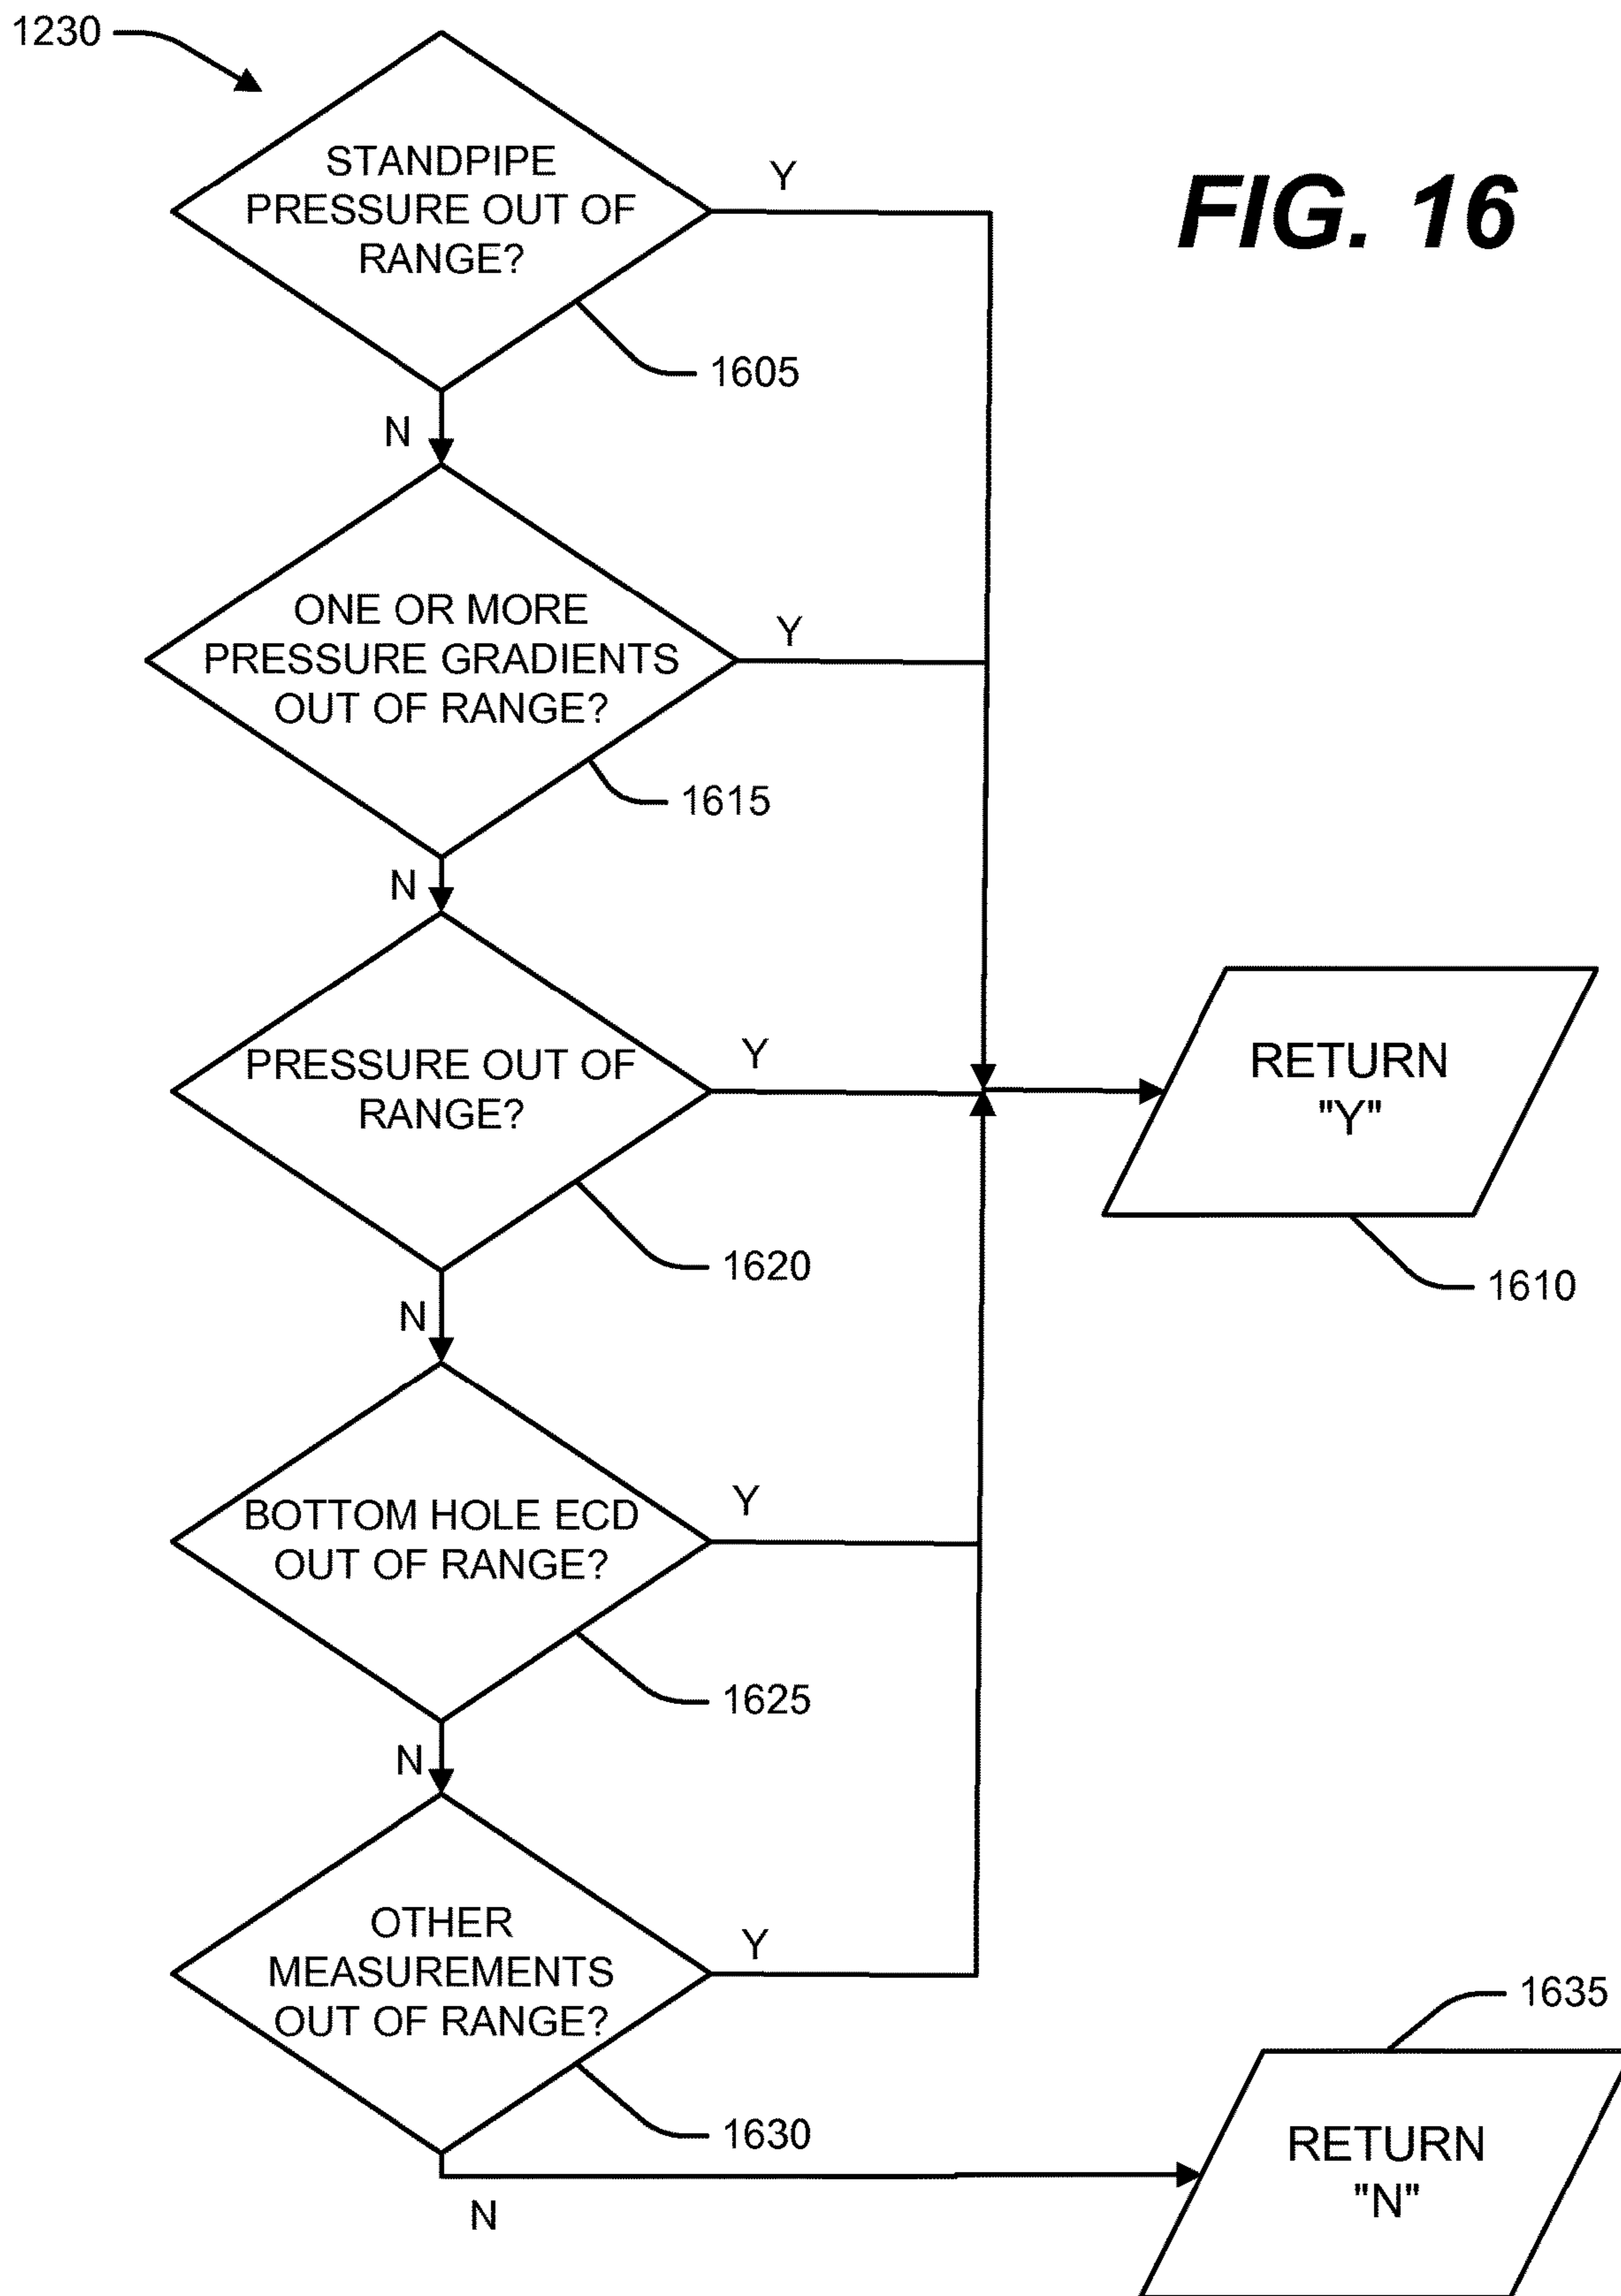 1230
FIG. 16
STANDPIPE
PRESSURE OUT OF
RANGE?
Y
1605
N
ONE OR MORE
PRESSURE GRADIENTS
OUT OF RANGE?
Y
1615
N
PRESSURE OUT OF
RANGE?
Y
RETURN
"Y"
1620
1610
N
BOTTOM HOLE ECD
OUT OF RANGE?
Y
1625
N
OTHER
MEASUREMENTS
OUT OF RANGE?
Y
1635
1630
RETURN
"N"
N